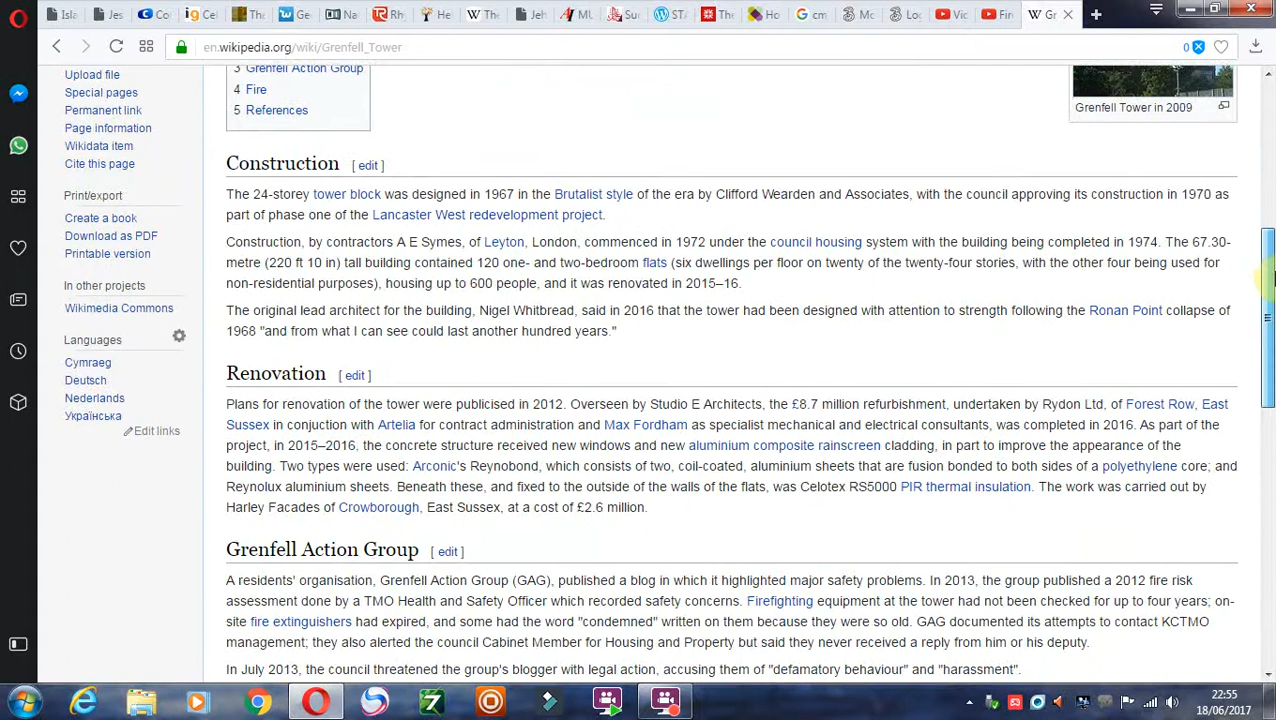 Isla
Jes
Co
Cel
The
We
Na
Rhy
He
The
Jeh
MU
Su
STA
The
Ho
cm
Mo
Lo
Vic
Fir
Gr
en.wikipedia.org/wiki/Grenfell_Tower
0
Upload file
Special pages
Permanent link
Page information
Wikidata item
Cite this page
Print/export
Create a book
Download as PDF
Printable version
In other projects
Wikimedia Commons
Languages
Cymraeg
Deutsch
Nederlands
Українська
Edit links
3 Grenfell Action Group
4 Fire
5 References
Grenfell Tower in 2009
Construction [ edit ]
The 24-storey tower block was designed in 1967 in the Brutalist style of the era by Clifford Wearden and Associates, with the council approving its construction in 1970 as
part of phase one of the Lancaster West redevelopment project.
Construction, by contractors A E Symes, of Leyton, London, commenced in 1972 under the council housing system with the building being completed in 1974. The 67.30-
metre (220 ft 10 in) tall building contained 120 one- and two-bedroom flats (six dwellings per floor on twenty of the twenty-four stories, with the other four being used for
non-residential purposes), housing up to 600 people, and it was renovated in 2015–16.
The original lead architect for the building, Nigel Whitbread, said in 2016 that the tower had been designed with attention to strength following the Ronan Point collapse of
1968 "and from what I can see could last another hundred years."
Renovation [ edit ]
Plans for renovation of the tower were publicised in 2012. Overseen by Studio E Architects, the £8.7 million refurbishment, undertaken by Rydon Ltd, of Forest Row, East
Sussex in conjuction with Artelia for contract administration and Max Fordham as specialist mechanical and electrical consultants, was completed in 2016. As part of the
project, in 2015–2016, the concrete structure received new windows and new aluminium composite rainscreen cladding, in part to improve the appearance of the
building. Two types were used: Arconic's Reynobond, which consists of two, coil-coated, aluminium sheets that are fusion bonded to both sides of a polyethylene core; and
Reynolux aluminium sheets. Beneath these, and fixed to the outside of the walls of the flats, was Celotex RS5000 PIR thermal insulation. The work was carried out by
Harley Facades of Crowborough, East Sussex, at a cost of £2.6 million.
Grenfell Action Group [ edit ]
A residents' organisation, Grenfell Action Group (GAG), published a blog in which it highlighted major safety problems. In 2013, the group published a 2012 fire risk
assessment done by a TMO Health and Safety Officer which recorded safety concerns. Firefighting equipment at the tower had not been checked for up to four years; on-
site fire extinguishers had expired, and some had the word "condemned" written on them because they were so old. GAG documented its attempts to contact KCTMO
management; they also alerted the council Cabinet Member for Housing and Property but said they never received a reply from him or his deputy.
In July 2013, the council threatened the group's blogger with legal action, accusing them of "defamatory behaviour" and "harassment".
22:55
18/06/2017